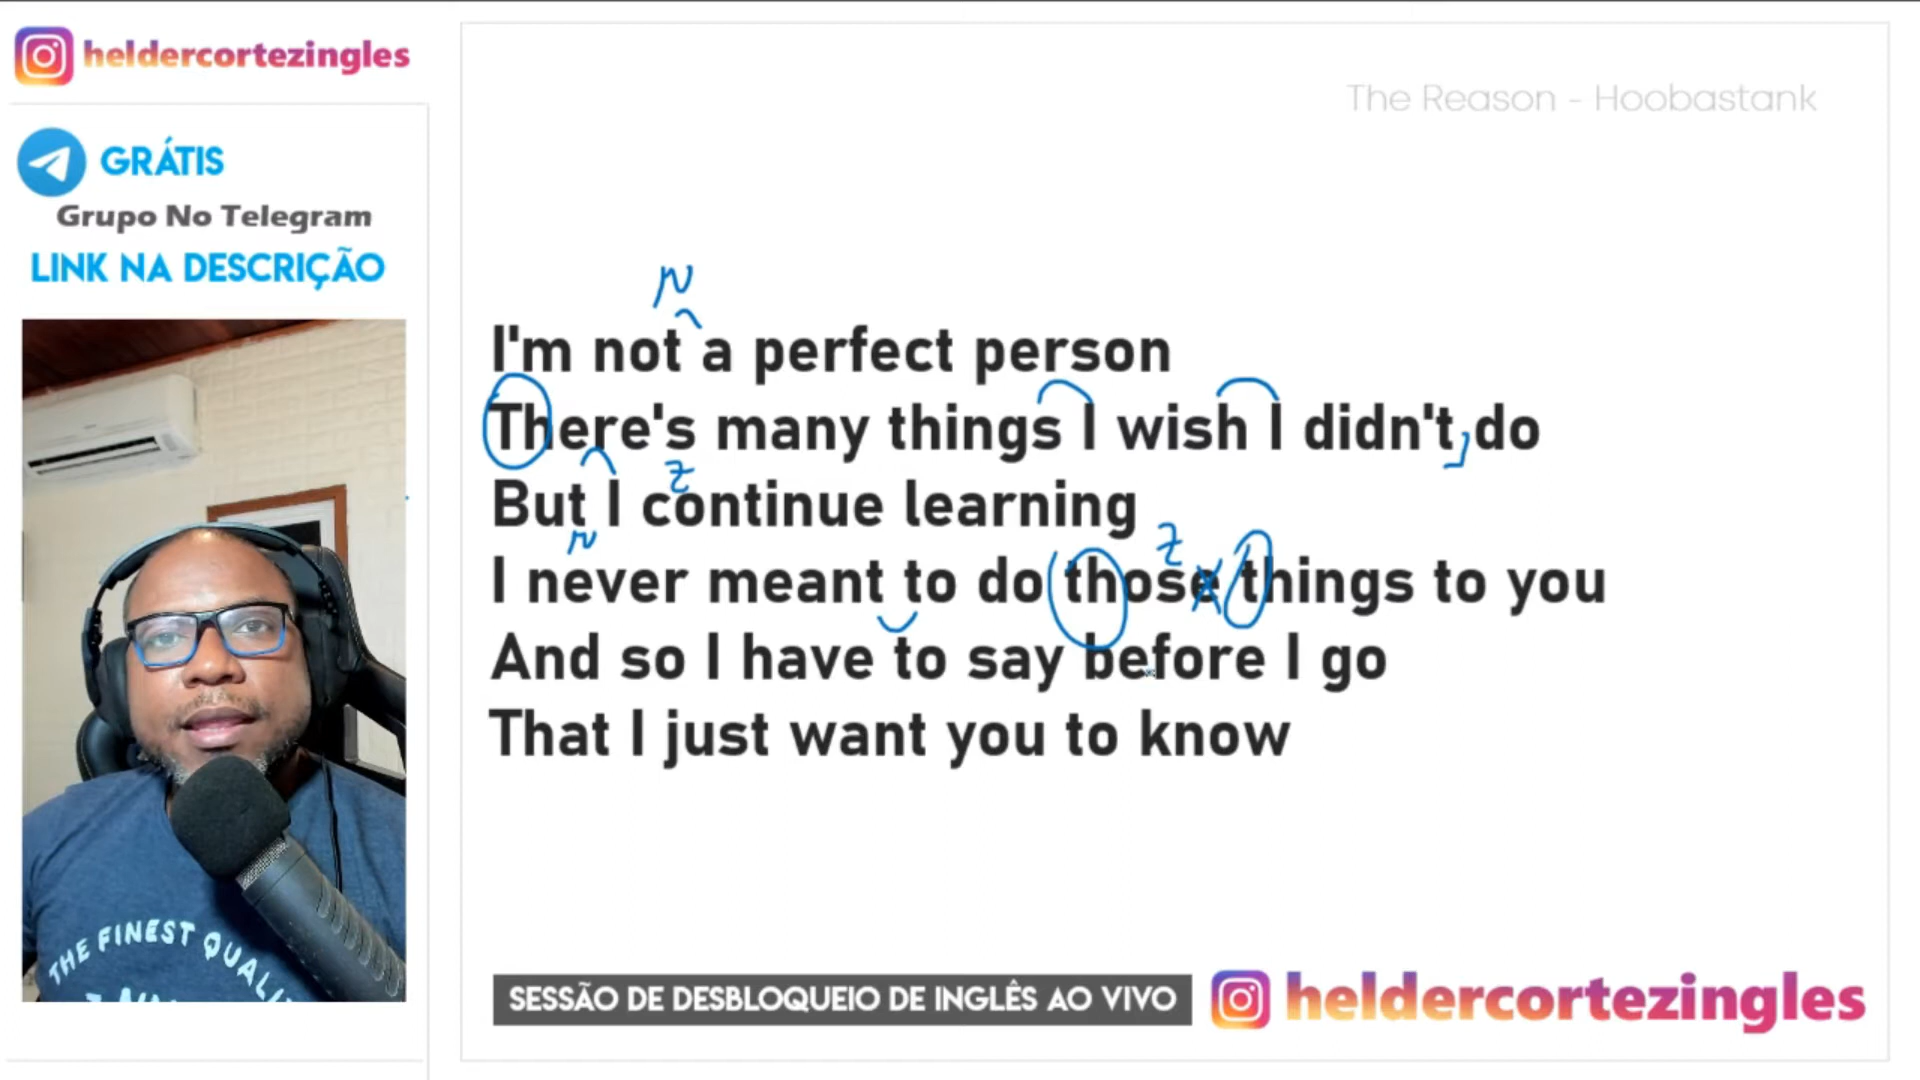 heldercortezingles
GRÁTIS
Grupo No Telegram
LINK NA DESCRIÇÃO
The Reason - Hoobastank
I'm not a perfect person
There's many things I wish I didn't do
z
But I continue learning
z
I never meant to do those things to you
And so I have to say before I go
That I just want you to know
THE FINEST QUALI
SESSÃO DE DESBLOQUEIO DE INGLÊS AO VIVO
heldercortezingles